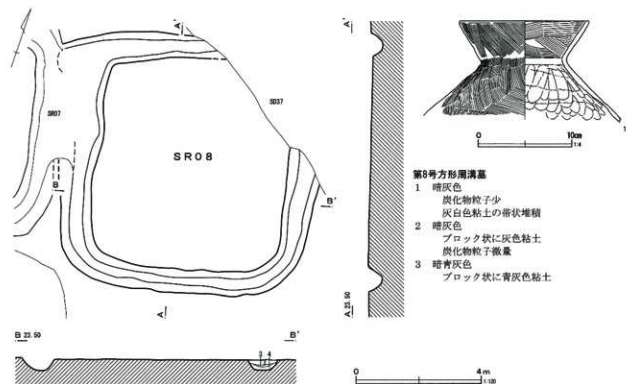 A'
SR07
SD37
SR08
B
B'
A
B 23.50
B'
3 2 4
A'
A 23.50
0 10cm
1:4
1
第8号方形周溝墓
1 暗灰色
炭化物粒子少
灰白色粘土の帯状堆積
2 暗灰色
ブロック状に灰色粘土
炭化物粒子微量
3 暗青灰色
ブロック状に青灰色粘土
0 4m
1:120